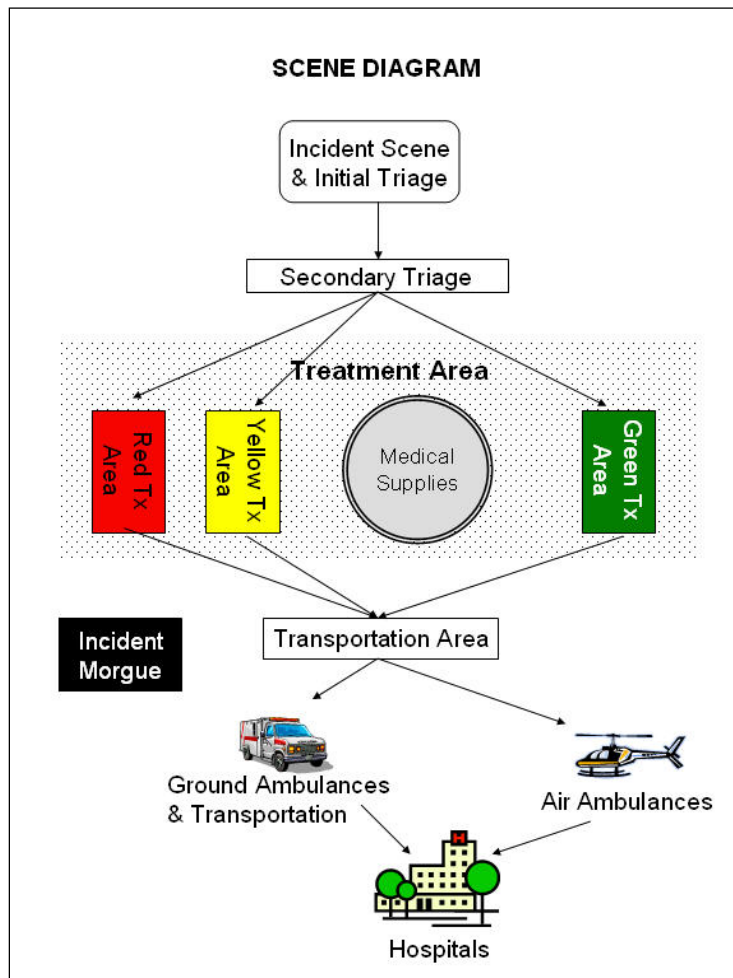 SCENE DIAGRAM
Incident Scene
& Initial Triage
Secondary Triage
Treatment Area
Red Tx
Area
Yellow Tx
Area
Medical
Supplies
Green Tx
Area
Incident
Morgue
Transportation Area
Ground Ambulances
& Transportation
Air Ambulances
H
Hospitals